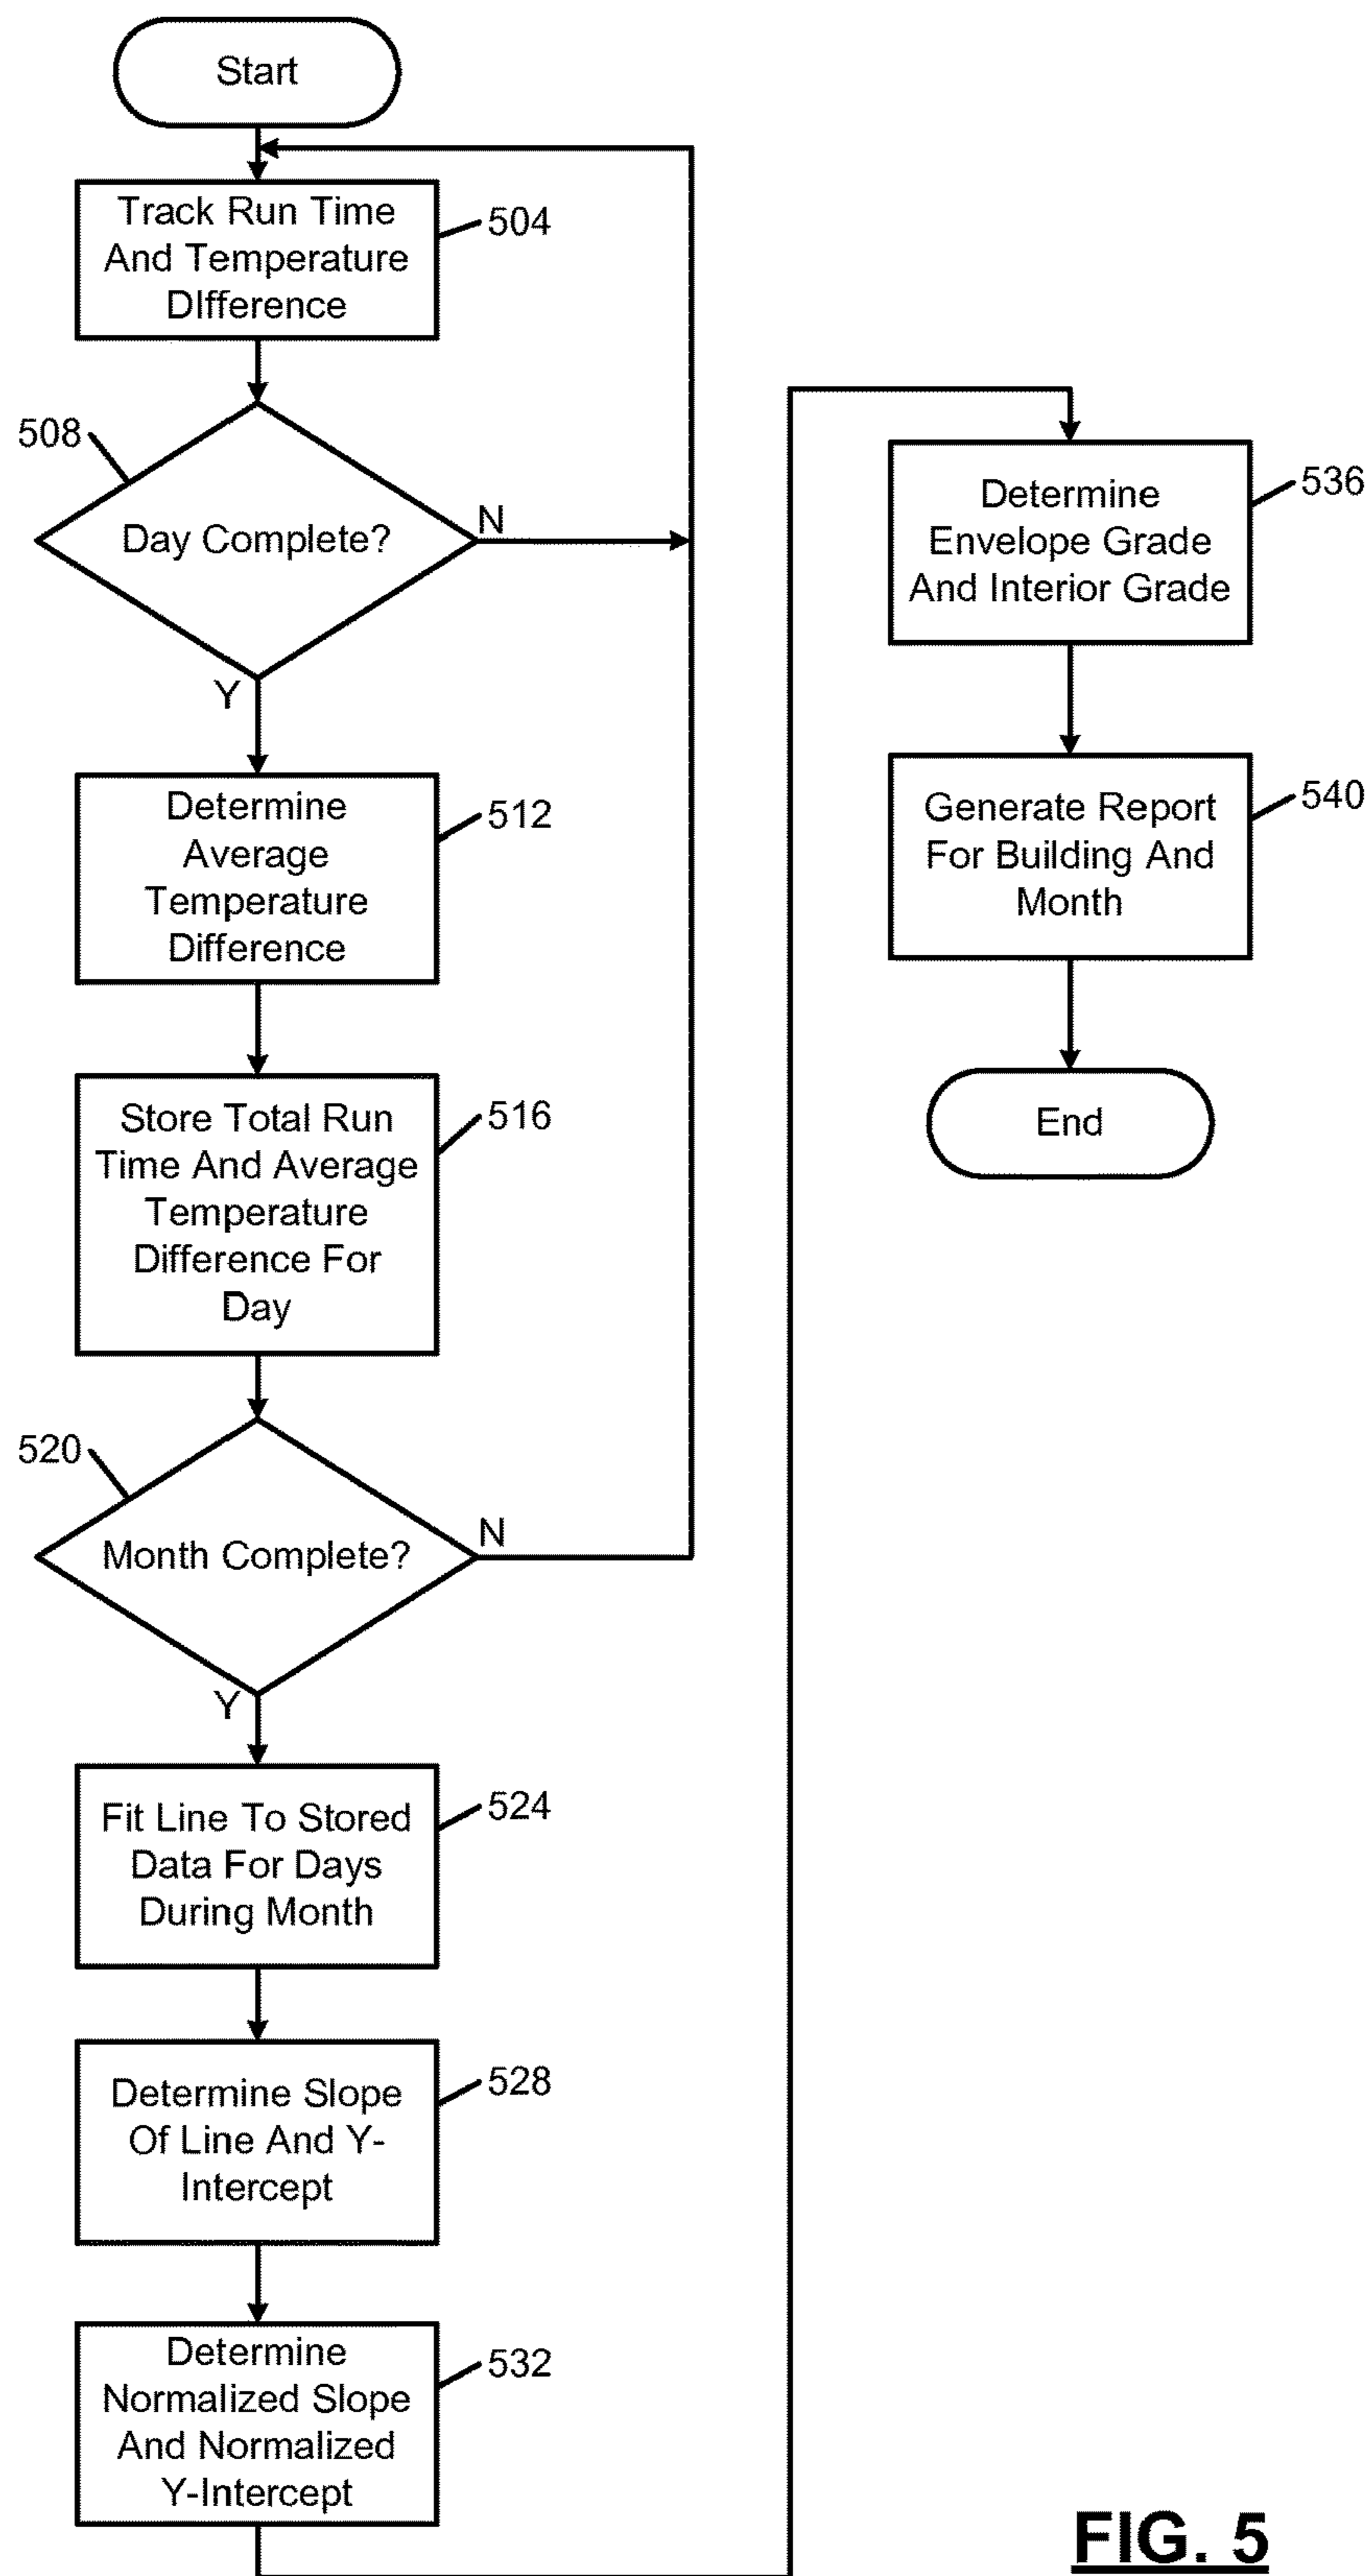 Start
Track Run Time
And Temperature
DIfference
504
508
Day Complete?
N
Y
Determine
Average
Temperature
Difference
512
Store Total Run
Time And Average
Temperature
Difference For
Day
516
520
Month Complete?
N
Y
Fit Line To Stored
Data For Days
During Month
524
Determine Slope
Of Line And Y-
Intercept
528
Determine
Normalized Slope
And Normalized
Y-Intercept
532
Determine
Envelope Grade
And Interior Grade
536
Generate Report
For Building And
Month
540
End
FIG. 5